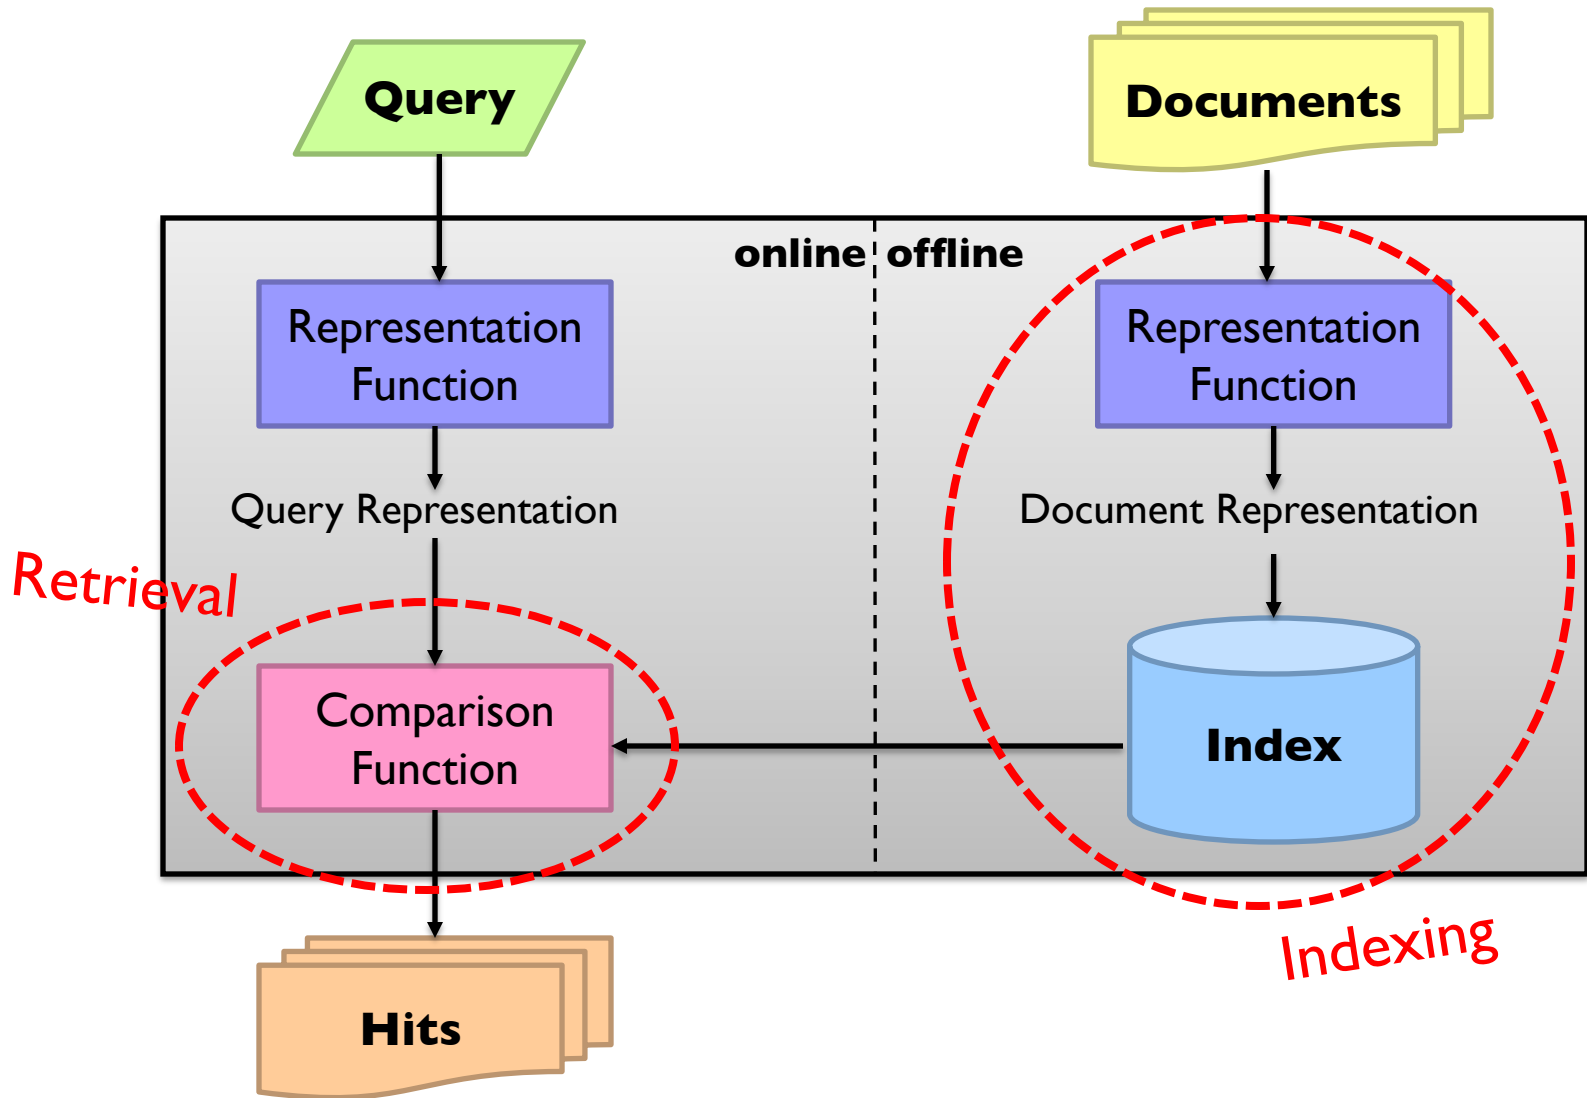 Query
Documents
online
offline
Representation
Function
Representation
Function
Query Representation
Document Representation
Retrieval
Comparison
Function
Index
Indexing
Hits